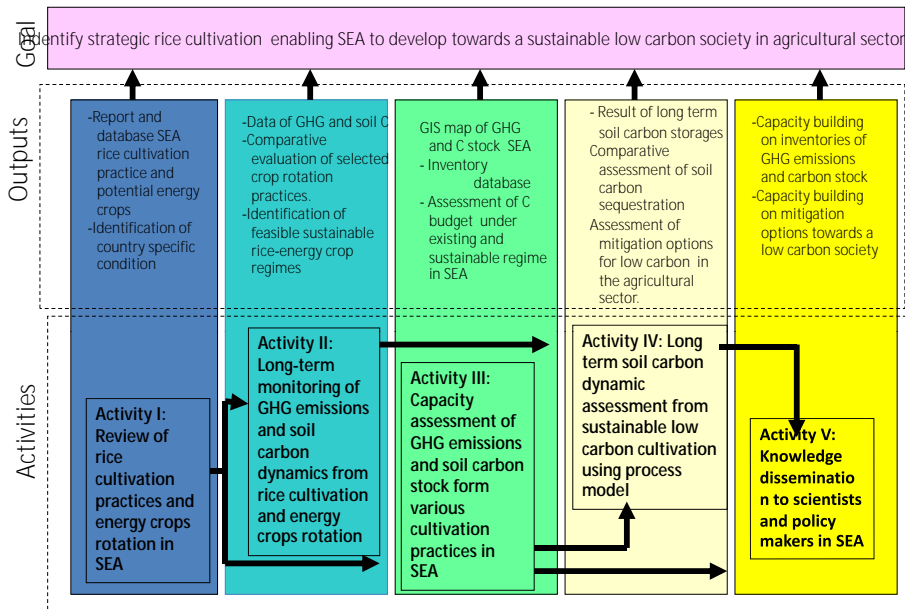 Goal
Indentify strategic rice cultivation enabling SEA to develop towards a sustainable low carbon society in agricultural sector
Outputs
-Report and
database SEA
rice cultivation
practice and
potential energy
crops
-Identification of
country specific
condition
-Data of GHG and soil C
-Comparative
evaluation of selected
crop rotation
practices.
-Identification of
feasible sustainable
rice-energy crop
regimes
GIS map of GHG
and C stock SEA
- Inventory
database
- Assessment of C
budget under
existing and
sustainable regime
in SEA
- Result of long term
soil carbon storages
Comparative
assessment of soil
carbon
sequestration
Assessment of
mitigation options
for low carbon in
the agricultural
sector.
-Capacity building
on inventories of
GHG emissions
and carbon stock
-Capacity building
on mitigation
options towards a
low carbon society
Activities
Activity I:
Review of
rice
cultivation
practices and
energy crops
rotation in
SEA
Activity II:
Long-term
monitoring of
GHG emissions
and soil
carbon
dynamics from
rice cultivation
and energy
crops rotation
Activity III:
Capacity
assessment of
GHG emissions
and soil carbon
stock form
various
cultivation
practices in
SEA
Activity IV: Long
term soil carbon
dynamic
assessment from
sustainable low
carbon cultivation
using process
model
Activity V:
Knowledge
disseminatio
n to scientists
and policy
makers in SEA